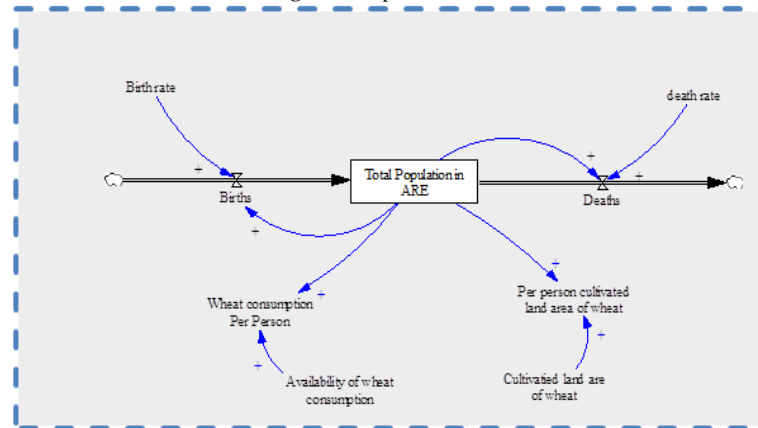 Birth rate
death rate
+
+
+
Total Population in
ARE
Births
Deaths
+
+
+
Wheat consumption
Per Person
Per person cultivated
land area of wheat
+
+
Availability of wheat
consumption
Cultivatied land are
of wheat